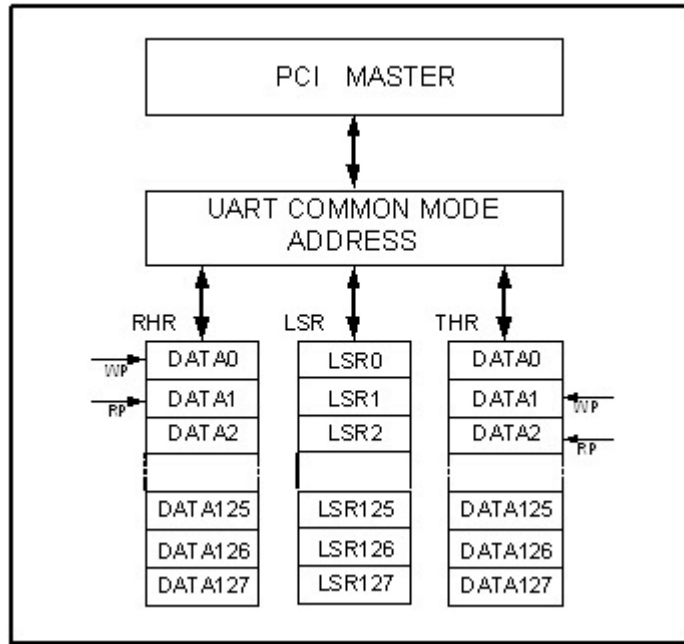 PCI MASTER
UART COMMON MODE
ADDRESS
RHR LSR THR
DATA0 LSR0 DATA0
WP
DATA1 LSR1 DATA1
RP WP
DATA2 LSR2 DATA2
RP
DATA125 LSR125 DATA125
DATA126 LSR126 DATA126
DATA127 LSR127 DATA127